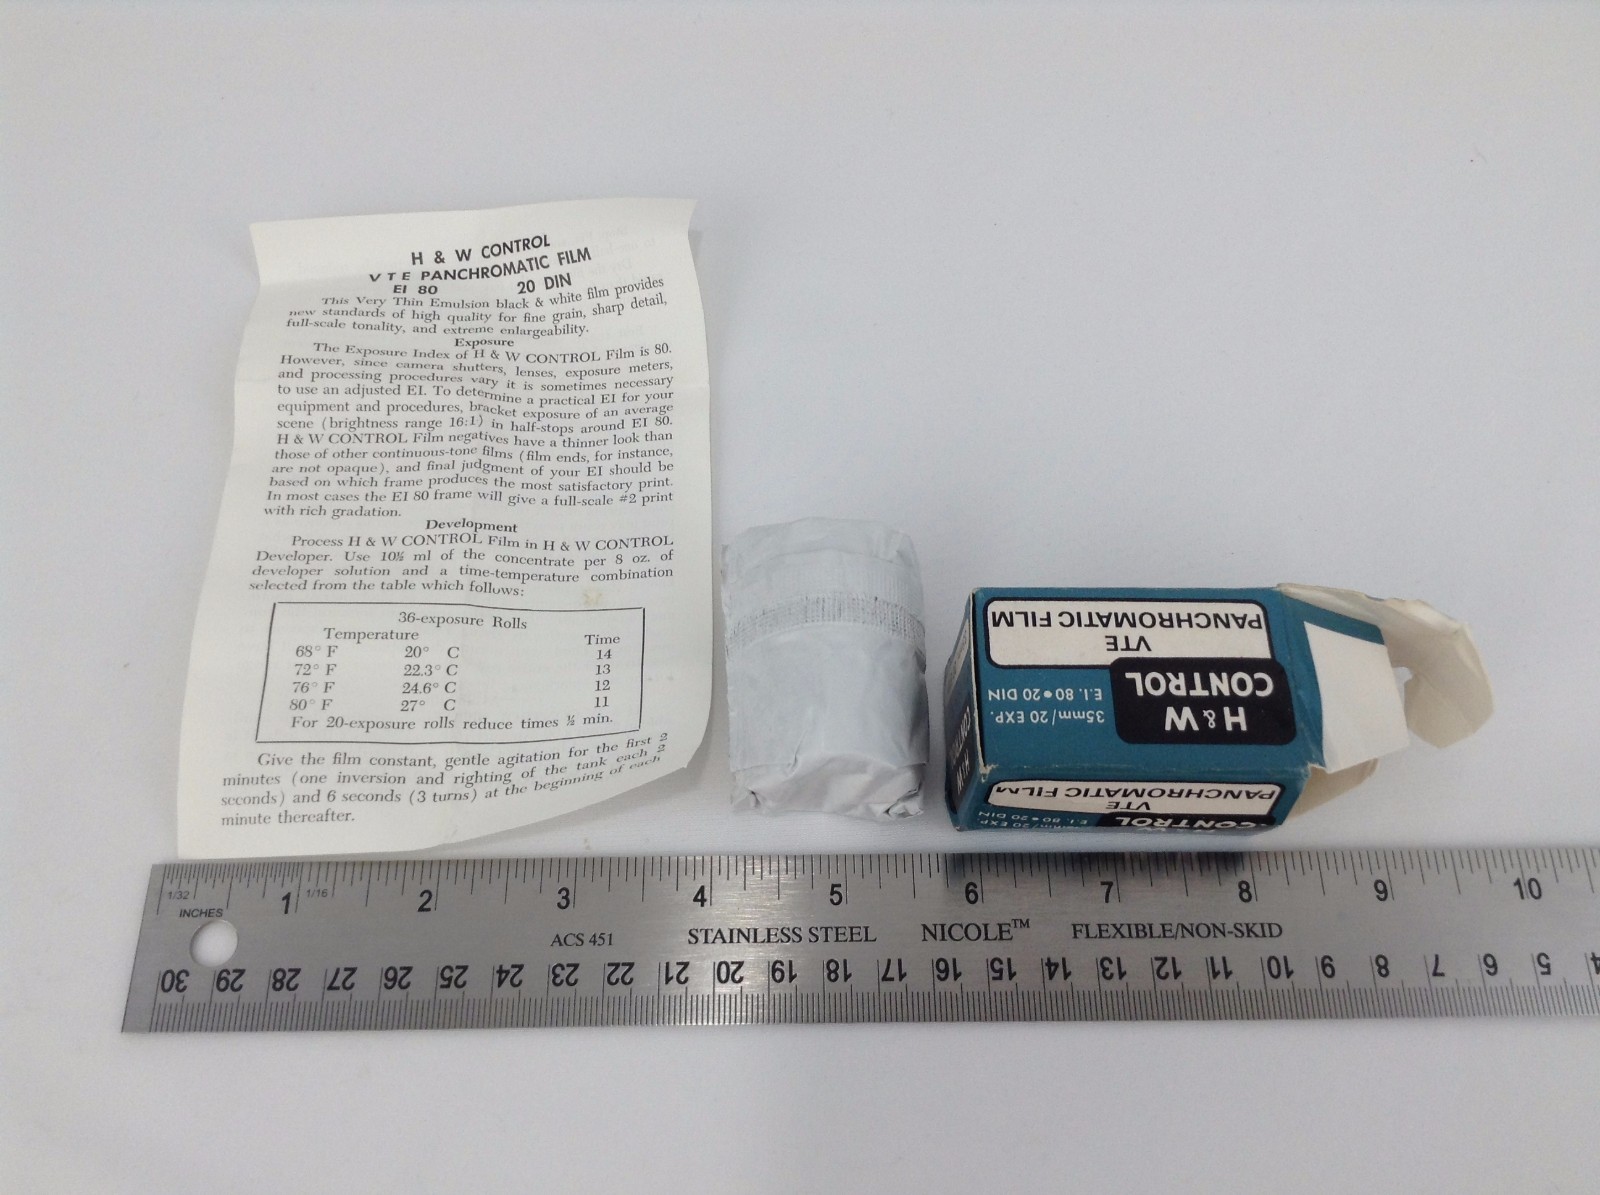 H & W CONTROL
VTE PANCHROMATIC FILM
EI 80 20 DIN
This Very Thin Emulsion black & white film provides
new standards of high quality for fine grain, sharp detail,
full-scale tonality, and extreme enlargeability.
Exposure
The Exposure Index of H & W CONTROL Film is 80.
However, since camera shutters, lenses, exposure meters,
and processing procedures vary it is sometimes necessary
to use an adjusted EI. To determine a practical EI for your
equipment and procedures, bracket exposure of an average
scene (brightness range 16:1) in half-stops around EI 80.
H & W CONTROL Film negatives have a thinner look than
those of other continuous-tone films (film ends, for instance,
are not opaque), and final judgment of your EI should be
based on which frame produces the most satisfactory print.
In most cases the EI 80 frame will give a full-scale #2 print
with rich gradation.
Development
Process H & W CONTROL Film in H & W CONTROL
Developer. Use 10½ ml of the concentrate per 8 oz. of
developer solution and a time-temperature combination
selected from the table which follows:
36-exposure Rolls
Temperature Time
68° F 20° C 14
72° F 22.3° C 13
76° F 24.6° C 12
80° F 27° C 11
For 20-exposure rolls reduce times ½ min.
Give the film constant, gentle agitation for the first 2
minutes (one inversion and righting of the tank each 2
seconds) and 6 seconds (3 turns) at the beginning of each
minute thereafter.
H & W
CONTROL
35mm/20 EXP.
E.I. 80•20 DIN
VTE
PANCHROMATIC FILM
H & W
CONTROL
CONTROL
35mm/20 EXP.
E.I. 80•20 DIN
VTE
PANCHROMATIC FILM
1/32 1 1/16 2 3 4 5 6 7 8 9 10
INCHES
ACS 451 STAINLESS STEEL NICOLE™ FLEXIBLE/NON-SKID
30 29 28 27 26 25 24 23 22 21 20 19 18 17 16 15 14 13 12 11 10 9 8 7 6 5 4